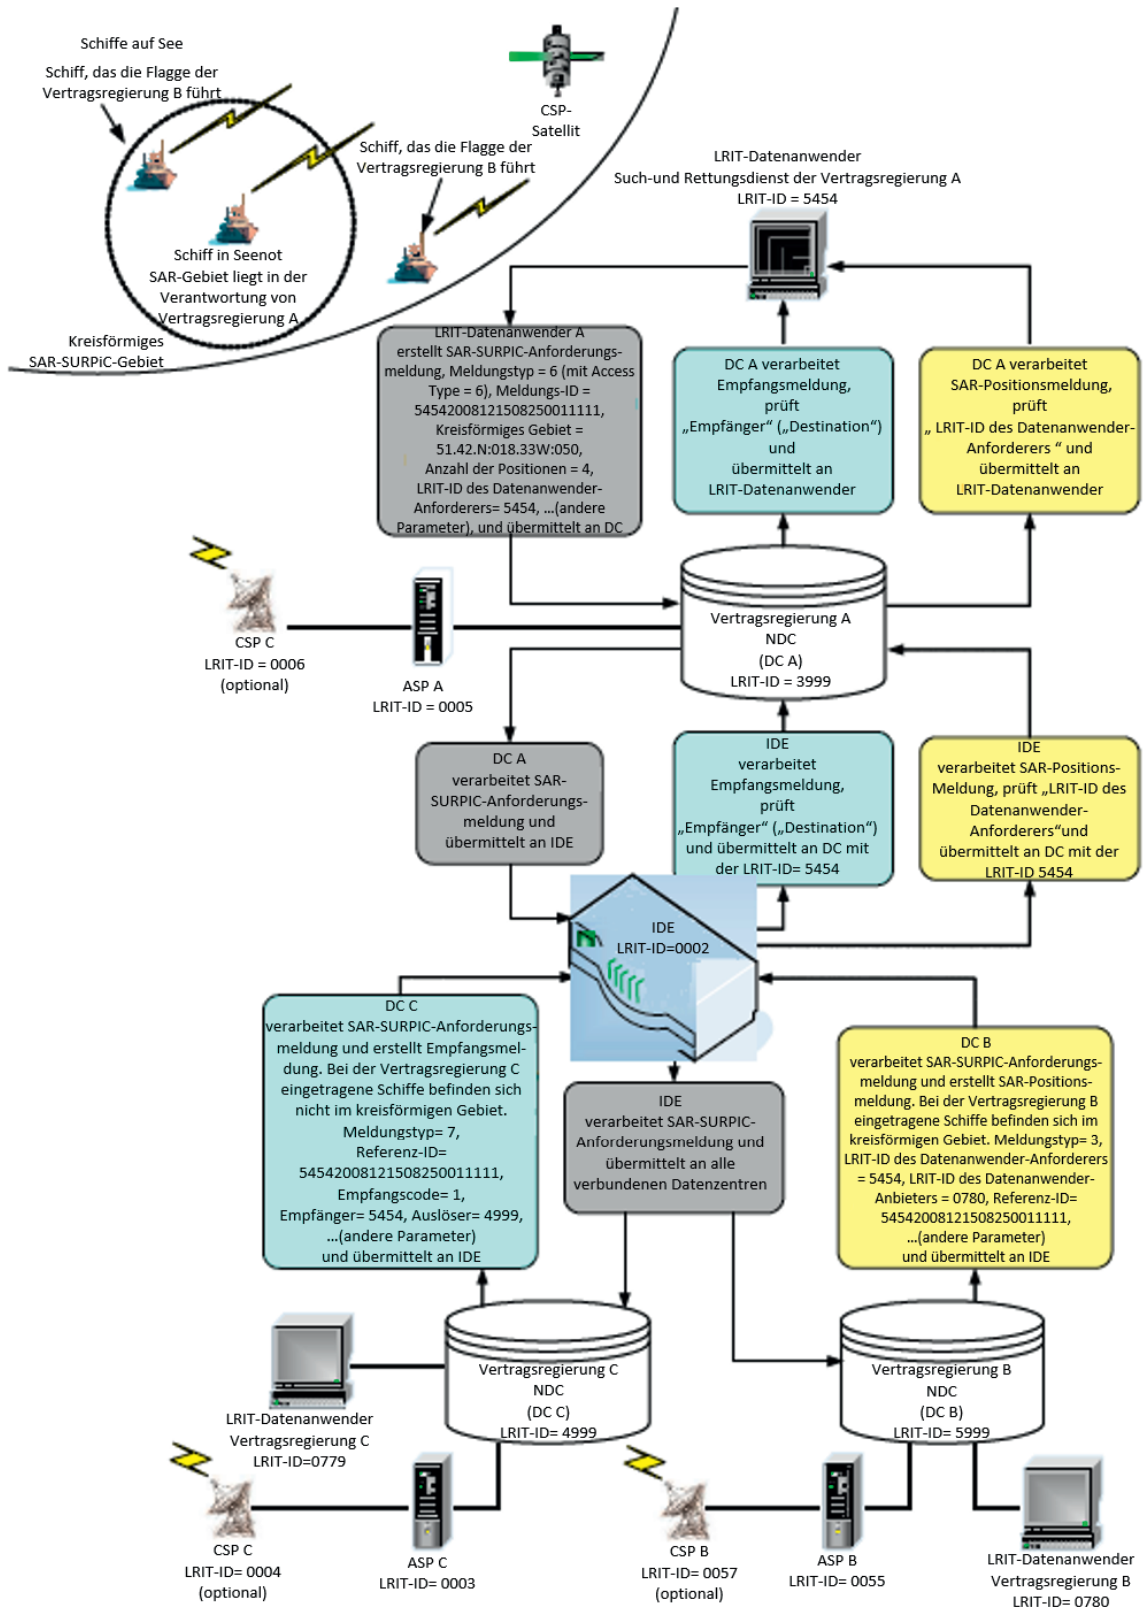 Schiffe auf See
Schiff, das die Flagge der
Vertragsregierung B führt
CSP-
Satellit
Schiff, das die Flagge der
Vertragsregierung B führt
Schiff in Seenot
SAR-Gebiet liegt in der
Verantwortung von
Vertragsregierung A
Kreisförmiges
SAR-SURPiC-Gebiet
LRIT-Datenanwender
Such-und Rettungsdienst der Vertragsregierung A
LRIT-ID = 5454
LRIT-Datenanwender A
erstellt SAR-SURPIC-Anforderungs-
meldung, Meldungstyp = 6 (mit Access
Type = 6), Meldungs-ID =
54542008121508250011111,
Kreisförmiges Gebiet =
51.42.N:018.33W:050,
Anzahl der Positionen = 4,
LRIT-ID des Datenanwender-
Anforderers= 5454, ...(andere
Parameter), und übermittelt an DC
DC A verarbeitet
Empfangsmeldung,
prüft
„Empfänger“ („Destination“)
und
übermittelt an
LRIT-Datenanwender
DC A verarbeitet
SAR-Positionsmeldung,
prüft
„ LRIT-ID des Datenanwender-
Anforderers “ und
übermittelt an
LRIT-Datenanwender
CSP C
LRIT-ID = 0006
(optional)
ASP A
LRIT-ID = 0005
Vertragsregierung A
NDC
(DC A)
LRIT-ID = 3999
DC A
verarbeitet SAR-
SURPIC-Anforderungs-
meldung und
übermittelt an IDE
IDE
verarbeitet
Empfangsmeldung,
prüft
„Empfänger“ („Destination“)
und übermittelt an DC mit
der LRIT-ID= 5454
IDE
verarbeitet SAR-Positions-
Meldung, prüft „LRIT-ID des
Datenanwender-
Anforderers“und
übermittelt an DC mit der
LRIT-ID 5454
IDE
LRIT-ID=0002
DC C
verarbeitet SAR-SURPIC-Anforderungs-
meldung und erstellt Empfangsmel-
dung. Bei der Vertragsregierung C
eingetragene Schiffe befinden sich
nicht im kreisförmigen Gebiet.
Meldungstyp= 7,
Referenz-ID=
54542008121508250011111,
Empfangscode= 1,
Empfänger= 5454, Auslöser= 4999,
...(andere Parameter)
und übermittelt an IDE
IDE
verarbeitet SAR-SURPIC-
Anforderungsmeldung und
übermittelt an alle
verbundenen Datenzentren
DC B
verarbeitet SAR-SURPIC-Anforderungs-
meldung und erstellt SAR-Positions-
meldung. Bei der Vertragsregierung B
eingetragene Schiffe befinden sich im
kreisförmigen Gebiet. Meldungstyp= 3,
LRIT-ID des Datenanwender-Anforderers
= 5454, LRIT-ID des Datenanwender-
Anbieters = 0780, Referenz-ID=
54542008121508250011111,
...(andere Parameter)
und übermittelt an IDE
Vertragsregierung C
NDC
(DC C)
LRIT-ID= 4999
Vertragsregierung B
NDC
(DC B)
LRIT-ID= 5999
LRIT-Datenanwender
Vertragsregierung C
LRIT-ID=0779
CSP C
LRIT-ID= 0004
(optional)
ASP C
LRIT-ID= 0003
CSP B
LRIT-ID= 0057
(optional)
ASP B
LRIT-ID= 0055
LRIT-Datenanwender
Vertragsregierung B
LRIT-ID= 0780